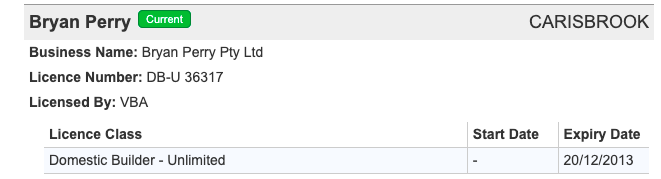 Bryan Perry Current CARISBROOK
Business Name: Bryan Perry Pty Ltd
Licence Number: DB-U 36317
Licensed By: VBA
Licence Class Start Date Expiry Date
Domestic Builder - Unlimited - 20/12/2013